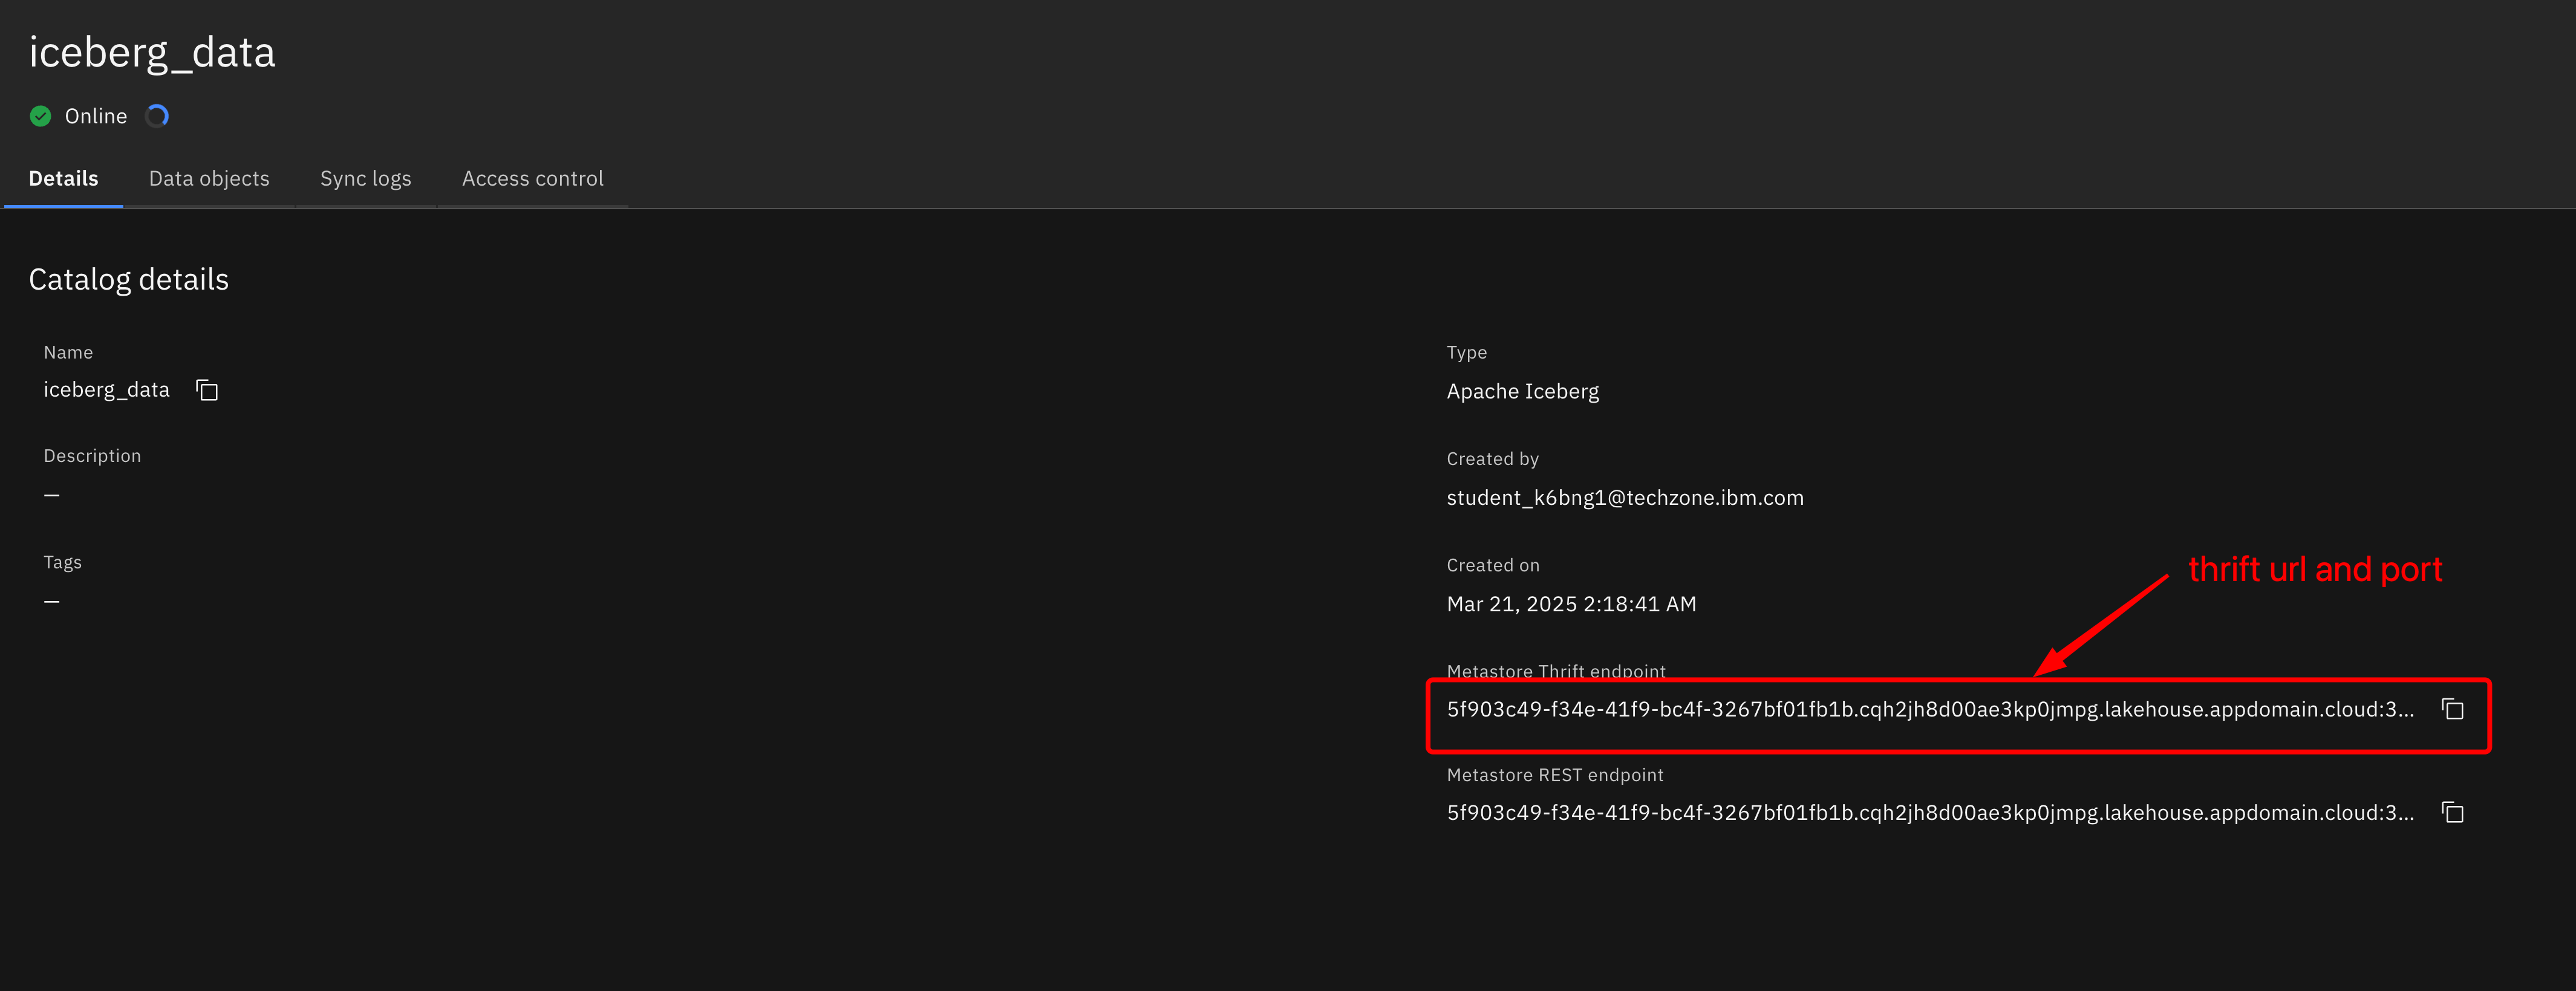 iceberg_data
Online
Details Data objects Sync logs Access control
Catalog details
Name
iceberg_data
Description
—
Tags
—
Type
Apache Iceberg
Created by
student_k6bng1@techzone.ibm.com
Created on
Mar 21, 2025 2:18:41 AM
thrift url and port
Metastore Thrift endpoint
5f903c49-f34e-41f9-bc4f-3267bf01fb1b.cqh2jh8d00ae3kp0jmpg.lakehouse.appdomain.cloud:3...
Metastore REST endpoint
5f903c49-f34e-41f9-bc4f-3267bf01fb1b.cqh2jh8d00ae3kp0jmpg.lakehouse.appdomain.cloud:3...